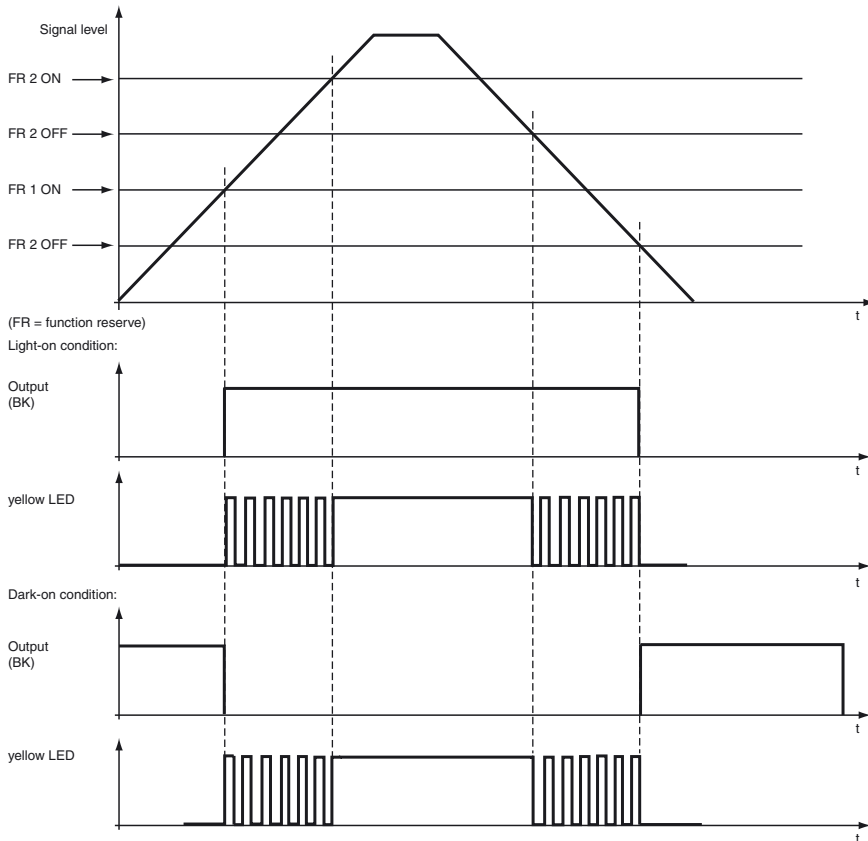 Signal level
FR 2 ON
FR 2 OFF
FR 1 ON
FR 2 OFF
t
(FR = function reserve)
Light-on condition:
Output
(BK)
t
yellow LED
t
Dark-on condition:
Output
(BK)
t
yellow LED
t